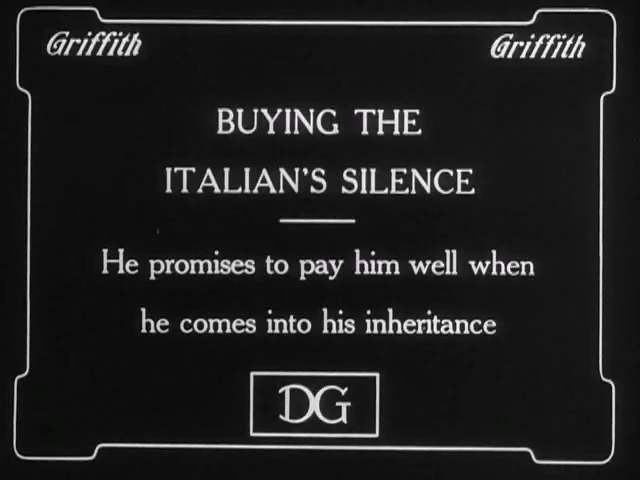 Griffith Griffith
BUYING THE
ITALIAN'S SILENCE
He promises to pay him well when
he comes into his inheritance
DG